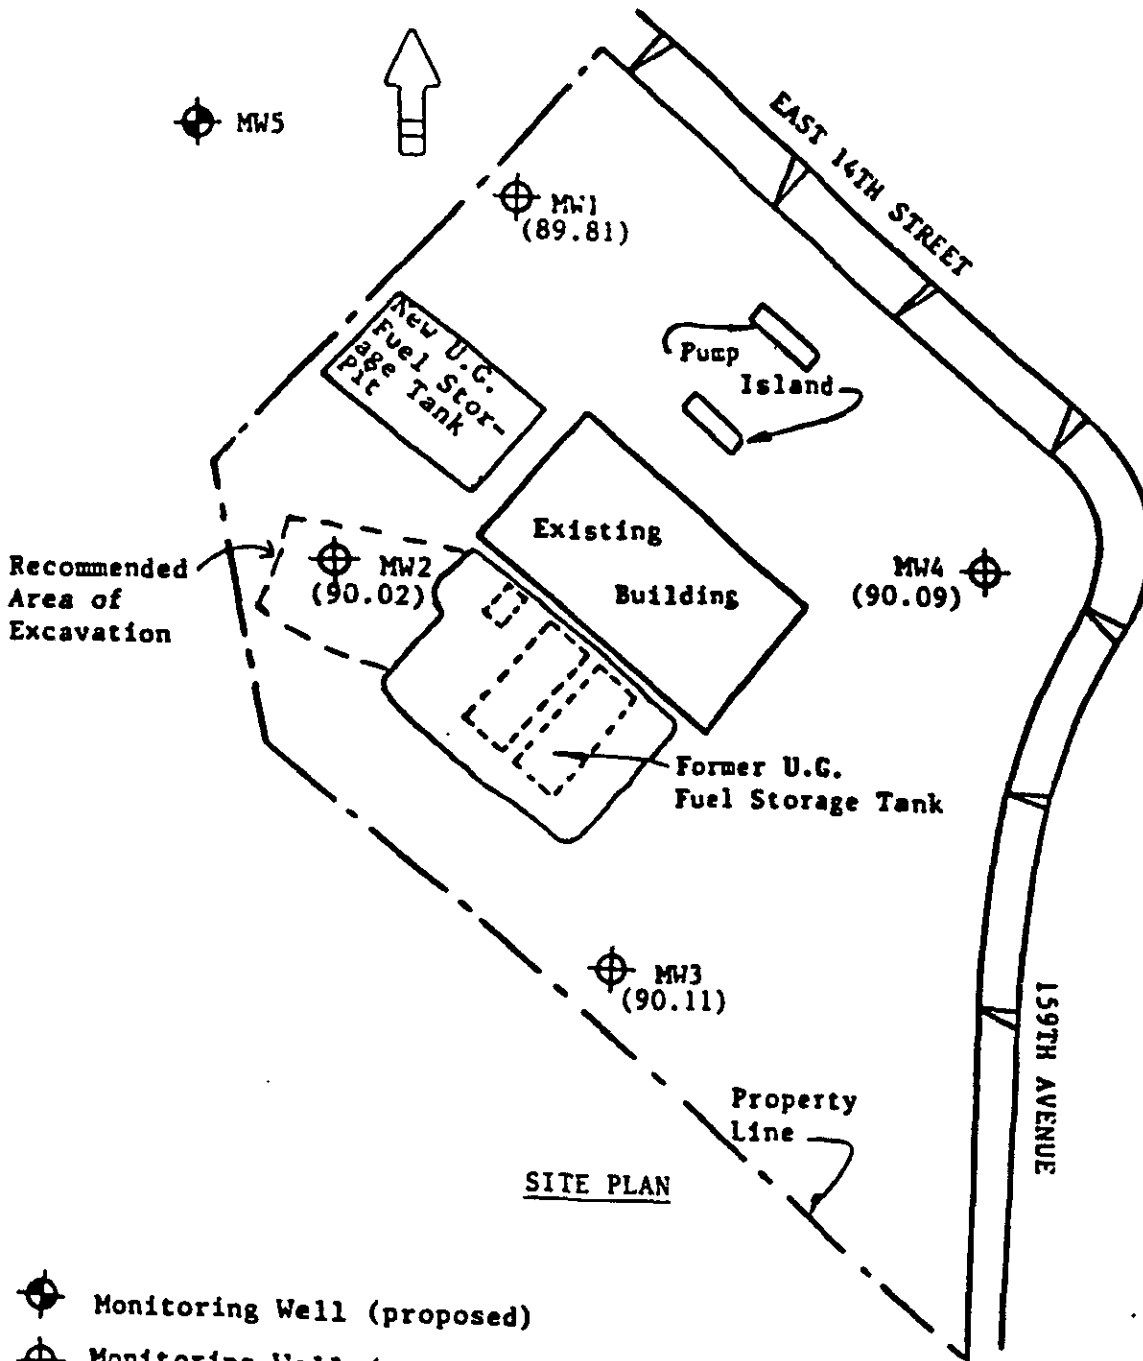 MW5
EAST 14TH STREET
MW1
(89.81)
New U.G.
Fuel Stor-
age Tank
Pit
Pump
Island
Existing
Building
Recommended
Area of
Excavation
MW2
(90.02)
MW4
(90.09)
Former U.G.
Fuel Storage Tank
MW3
(90.11)
159TH AVENUE
Property
Line
SITE PLAN
Monitoring Well (proposed)
Monitoring Well